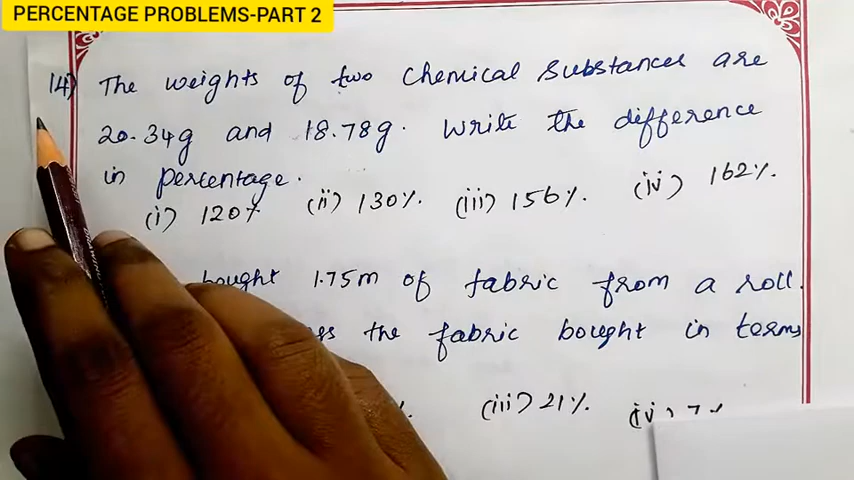 PERCENTAGE PROBLEMS-PART 2
14) The weights of two chemical substances are
20.34g and 18.78g. Write the difference
in percentage.
(i) 120% (ii) 130%. (iii) 156%. (iv) 162%.
bought 1.75m of fabric from a roll.
the fabric bought in terms
(iii) 21%. (iv)